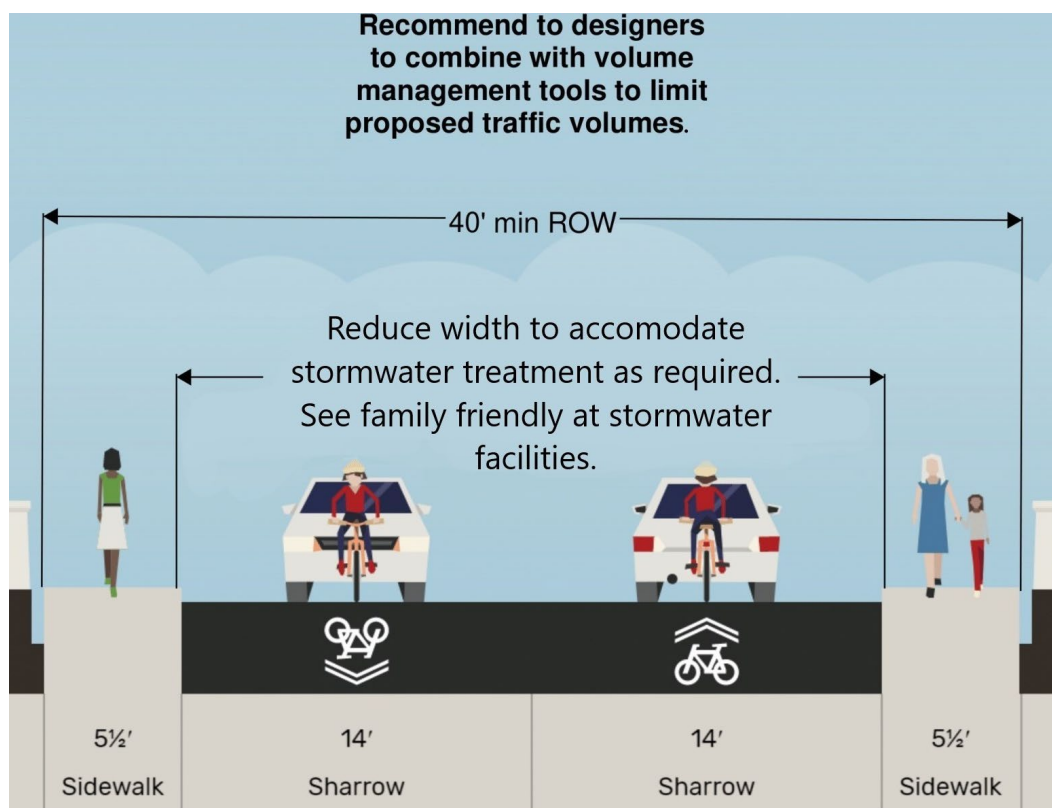 Recommend to designers
to combine with volume
management tools to limit
proposed traffic volumes.
40' min ROW
Reduce width to accomodate
stormwater treatment as required.
See family friendly at stormwater
facilities.
5½′ 14′ 14′ 5½′
Sidewalk Sharrow Sharrow Sidewalk